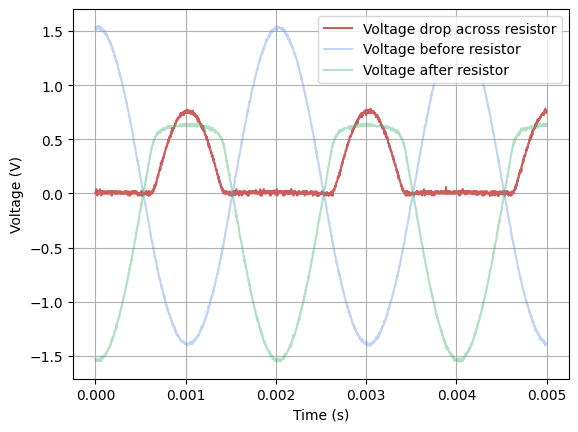 Voltage drop across resistor
Voltage before resistor
Voltage after resistor
Voltage (V)
1.5
1.0
0.5
0.0
−0.5
−1.0
−1.5
0.000 0.001 0.002 0.003 0.004 0.005
Time (s)